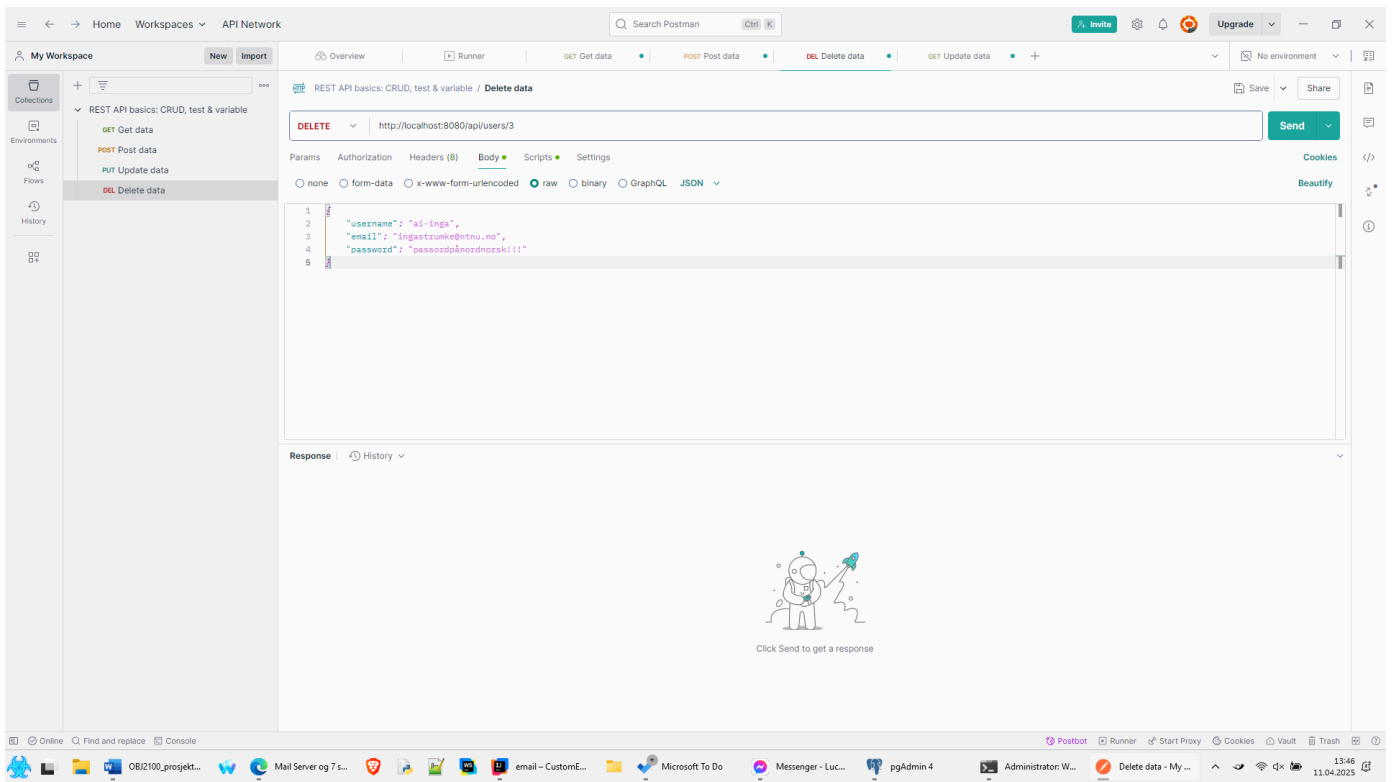 Home Workspaces API Network Search Postman Ctrl K Invite Upgrade
My Workspace New Import Overview Runner GET Get data POST Post data DEL Delete data GET Update data No environment
Collections
Environments
Flows
History
REST API basics: CRUD, test & variable
GET Get data
POST Post data
PUT Update data
DEL Delete data
HTTP REST API basics: CRUD, test & variable / Delete data Save Share
DELETE http://localhost:8080/api/users/3 Send
Params Authorization Headers (8) Body Scripts Settings Cookies
none form-data x-www-form-urlencoded raw binary GraphQL JSON Beautify
1 {
2 "username": "ai-inga",
3 "email": "ingastrumke@ntnu.no",
4 "password": "passordpånordnorsk!!!"
5 }
Response History
Click Send to get a response
Online Find and replace Console Postbot Runner Start Proxy Cookies Vault Trash
OBJ2100_prosjekt... Mail Server og 7 s... email – CustomE... Microsoft To Do Messenger - Luc... pgAdmin 4 Administrator: W... Delete data - My ... 13:46
11.04.2025